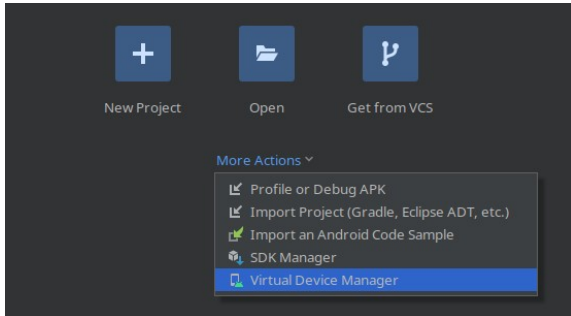 New Project Open Get from VCS
More Actions
Profile or Debug APK
Import Project (Gradle, Eclipse ADT, etc.)
Import an Android Code Sample
SDK Manager
Virtual Device Manager